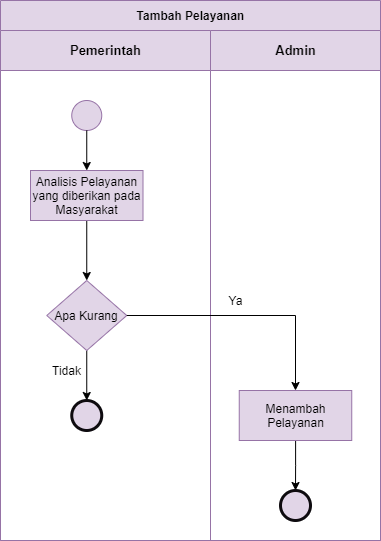 Tambah Pelayanan
Pemerintah
Admin
Analisis Pelayanan
yang diberikan pada
Masyarakat
Apa Kurang
Ya
Tidak
Menambah
Pelayanan